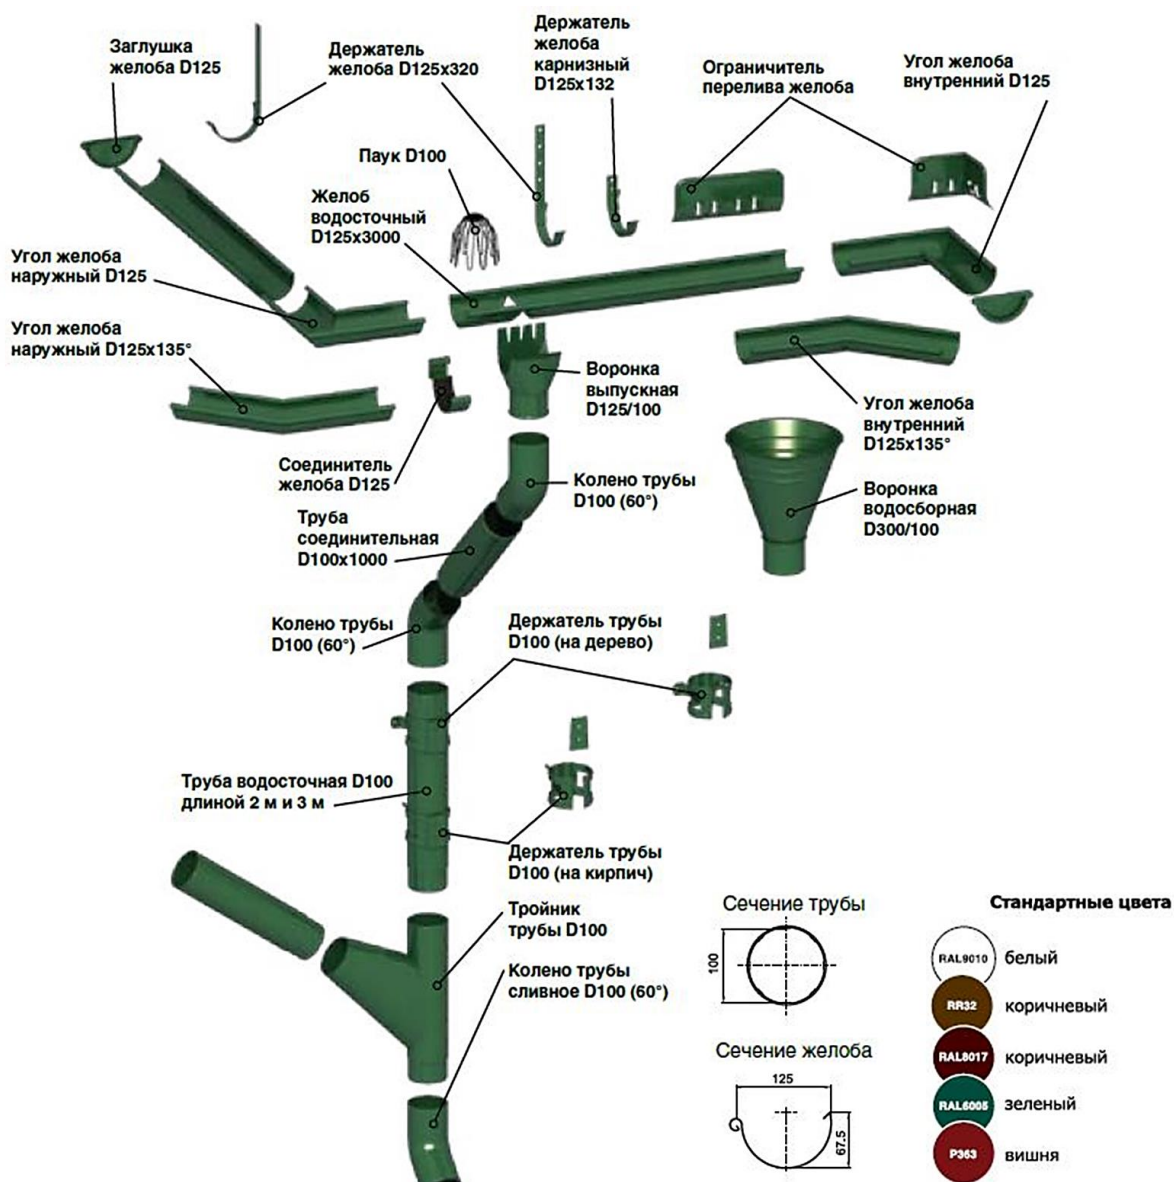 Заглушка
желоба D125
Держатель
желоба D125x320
Держатель
желоба
карнизный
D125x132
Ограничитель
перелива желоба
Угол желоба
внутренний D125
Паук D100
Желоб
водосточный
D125x3000
Угол желоба
наружный D125
Угол желоба
наружный D125x135°
Воронка
выпускная
D125/100
Угол желоба
внутренний
D125x135°
Соединитель
желоба D125
Колено трубы
D100 (60°)
Воронка
водосборная
D300/100
Труба
соединительная
D100x1000
Колено трубы
D100 (60°)
Держатель трубы
D100 (на дерево)
Труба водосточная D100
длиной 2 м и 3 м
Держатель трубы
D100 (на кирпич)
Тройник
трубы D100
Колено трубы
сливное D100 (60°)
Сечение трубы
100
Сечение желоба
125
67.5
Стандартные цвета
RAL9010 белый
RR32 коричневый
RAL8017 коричневый
RAL6005 зеленый
P363 вишня